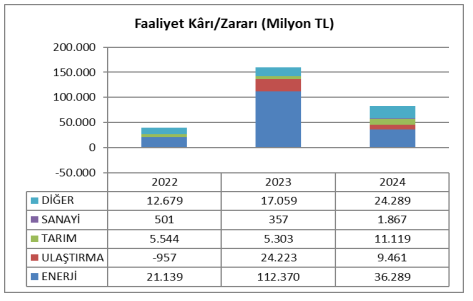 Faaliyet Kârı/Zararı (Milyon TL)
200.000
150.000
100.000
50.000
0
-50.000
2022 2023 2024
DİĞER 12.679 17.059 24.289
SANAYİ 501 357 1.867
TARIM 5.544 5.303 11.119
ULAŞTIRMA -957 24.223 9.461
ENERJİ 21.139 112.370 36.289